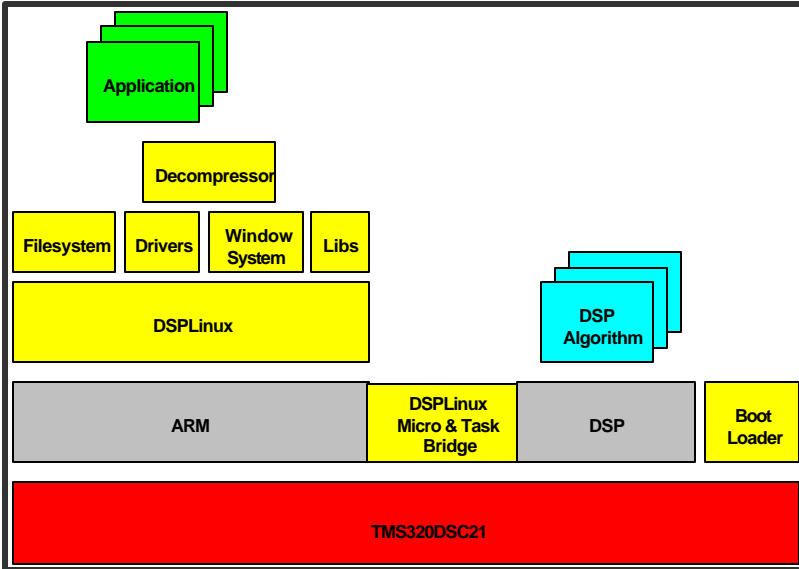 Application
Decompressor
Filesystem
Drivers
Window
System
Libs
DSPLinux
DSP
Algorithm
ARM
DSPLinux
Micro & Task
Bridge
DSP
Boot
Loader
TMS320DSC21